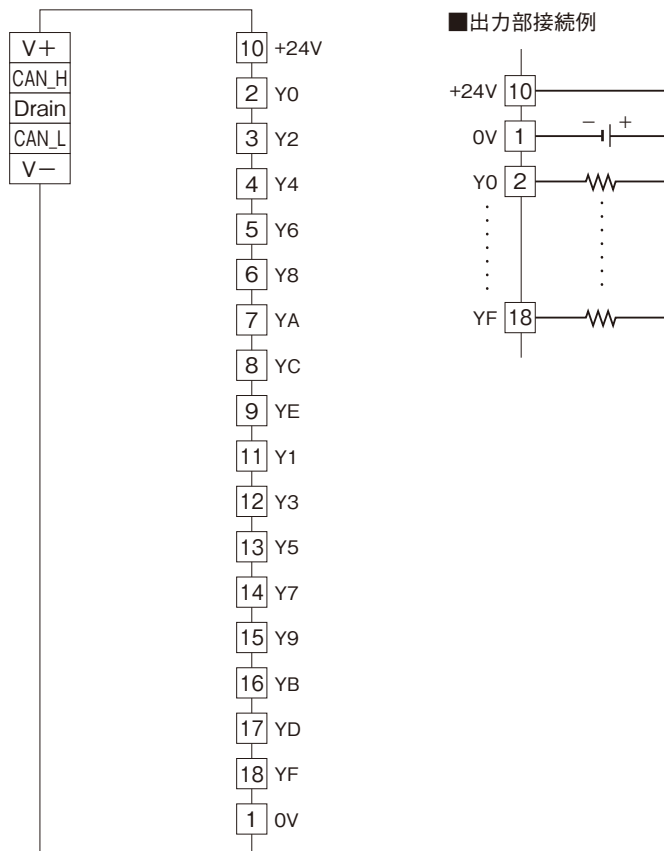 V+
CAN_H
Drain
CAN_L
V−
10 +24V
2 Y0
3 Y2
4 Y4
5 Y6
6 Y8
7 YA
8 YC
9 YE
11 Y1
12 Y3
13 Y5
14 Y7
15 Y9
16 YB
17 YD
18 YF
1 0V
■出力部接続例
+24V 10
0V 1 − +
Y0 2
YF 18